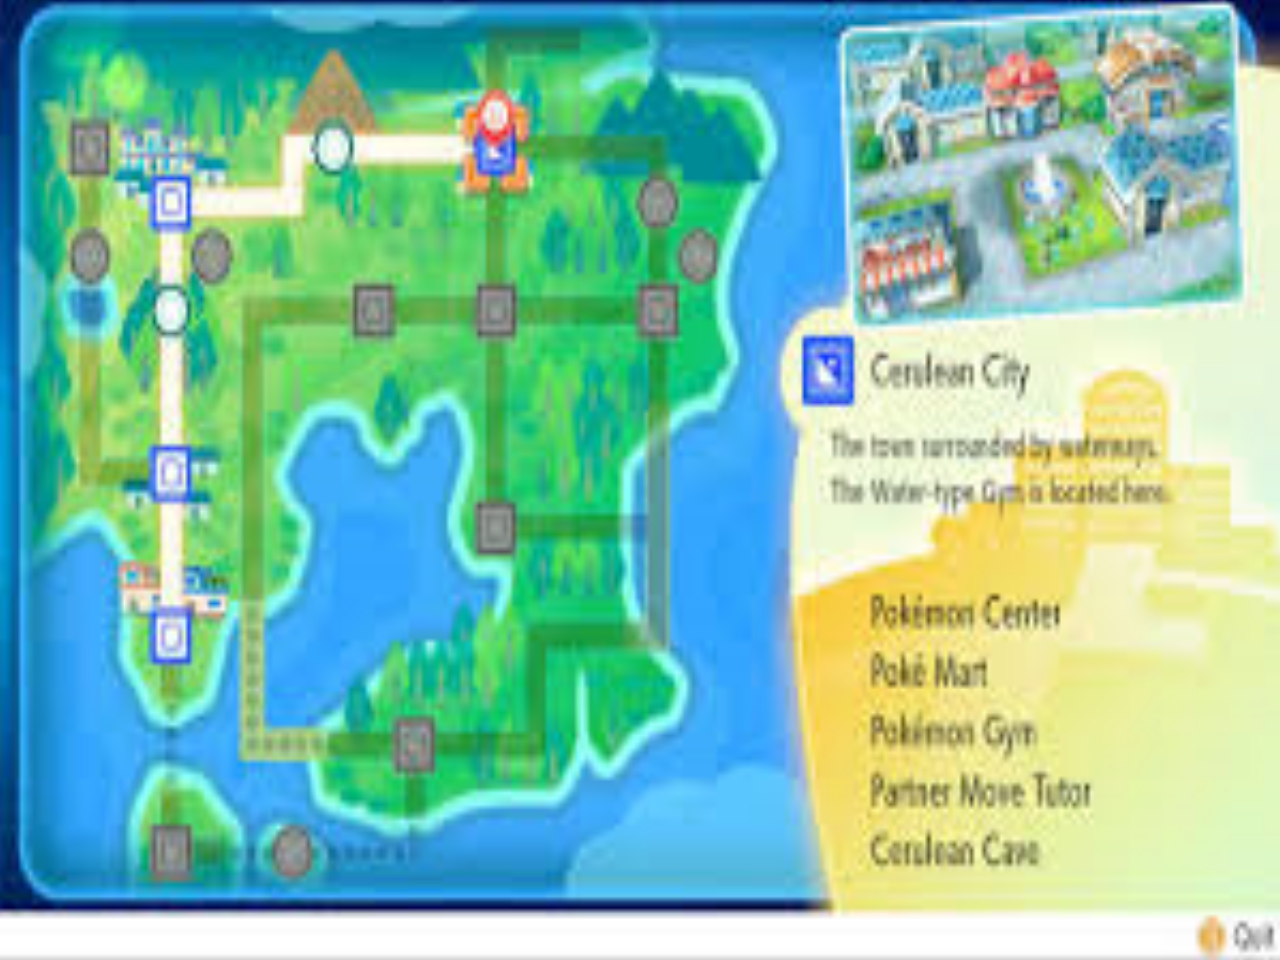 Cerulean City
The town surrounded by waterways.
The Water-type Gym is located here.
Pokémon Center
Poké Mart
Pokémon Gym
Partner Move Tutor
Cerulean Cave
Quit